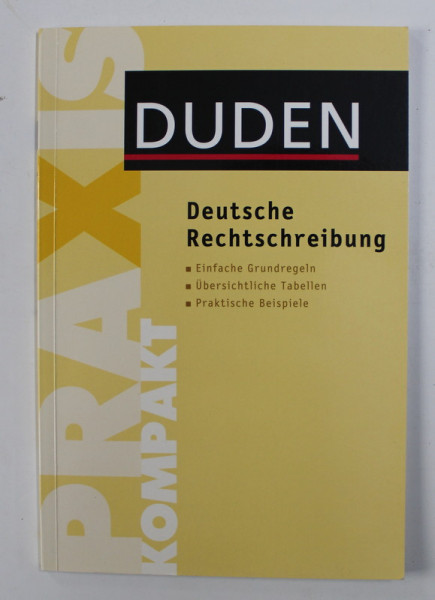 PRAXIS
KOMPAKT
DUDEN
Deutsche
Rechtschreibung
■ Einfache Grundregeln
■ Übersichtliche Tabellen
■ Praktische Beispiele